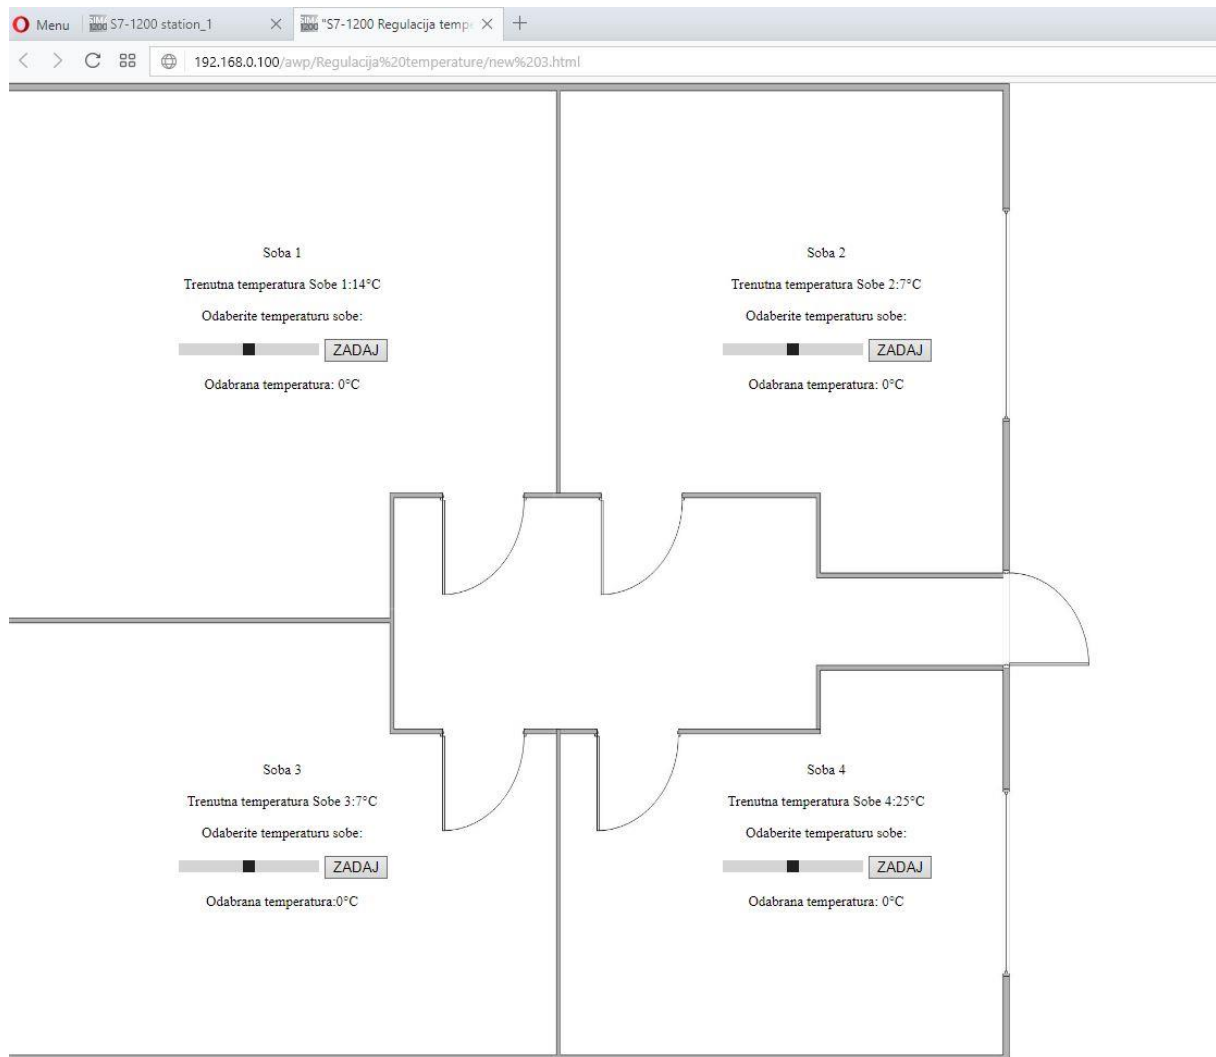 Menu
S7-1200 station_1
"S7-1200 Regulacija temp
192.168.0.100/awp/Regulacija%20temperature/new%203.html
Soba 1
Trenutna temperatura Sobe 1:14°C
Odaberite temperaturu sobe:
ZADAJ
Odabrana temperatura: 0°C
Soba 2
Trenutna temperatura Sobe 2:7°C
Odaberite temperaturu sobe:
ZADAJ
Odabrana temperatura: 0°C
Soba 3
Trenutna temperatura Sobe 3:7°C
Odaberite temperaturu sobe:
ZADAJ
Odabrana temperatura:0°C
Soba 4
Trenutna temperatura Sobe 4:25°C
Odaberite temperaturu sobe:
ZADAJ
Odabrana temperatura: 0°C